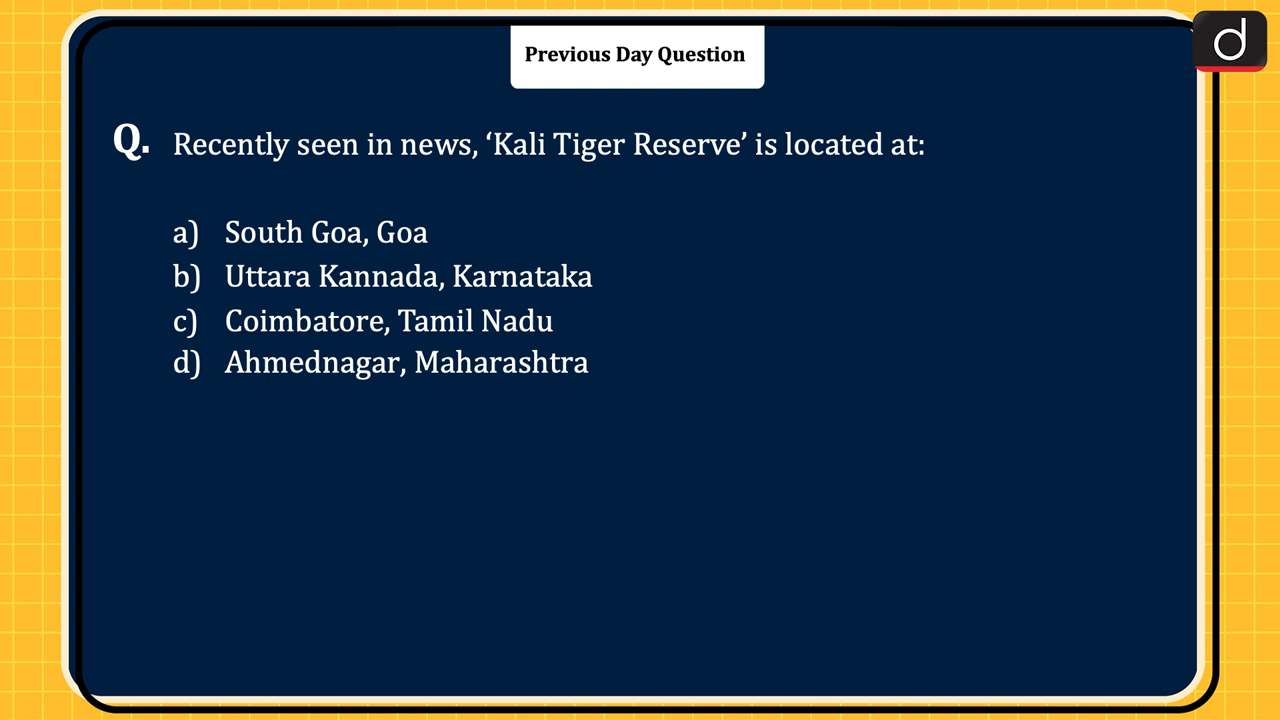 Previous Day Question
d
Q. Recently seen in news, ‘Kali Tiger Reserve’ is located at:
a) South Goa, Goa
b) Uttara Kannada, Karnataka
c) Coimbatore, Tamil Nadu
d) Ahmednagar, Maharashtra